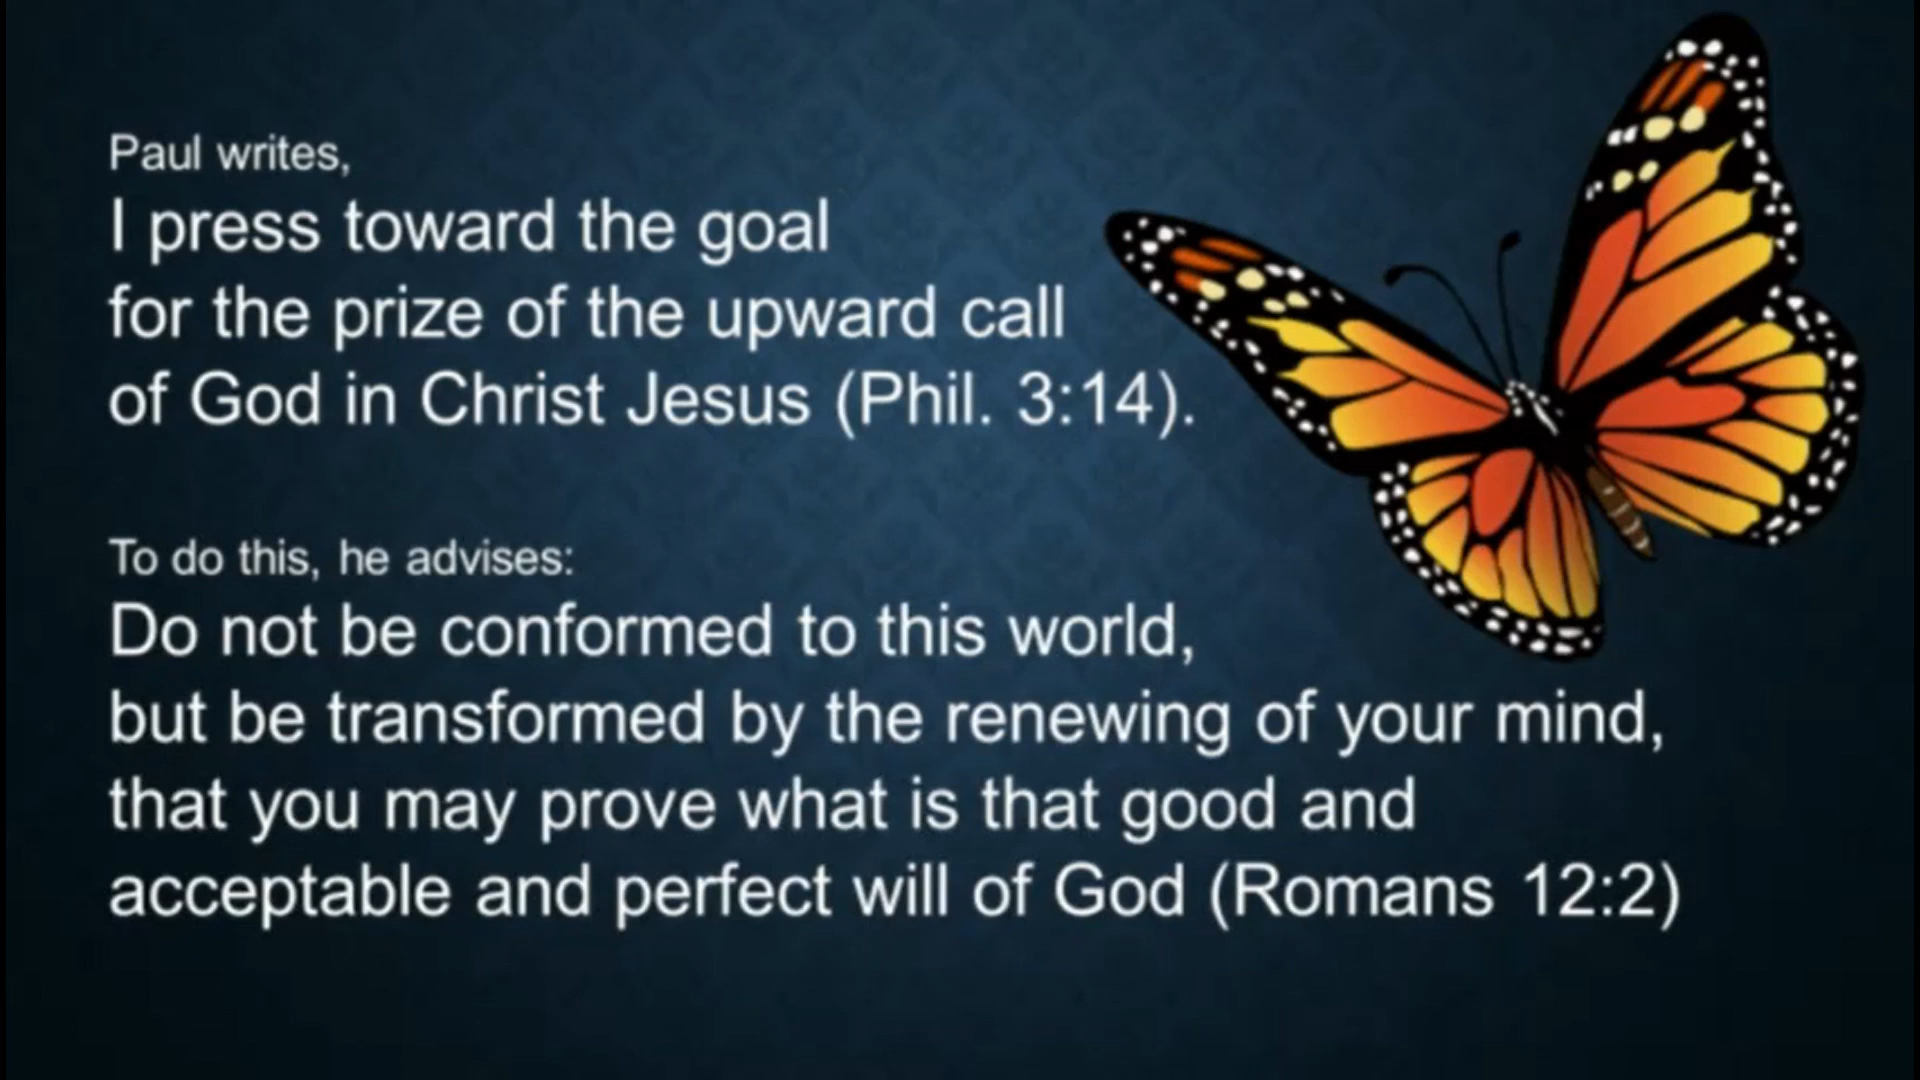 Paul writes,
I press toward the goal
for the prize of the upward call
of God in Christ Jesus (Phil. 3:14).
To do this, he advises:
Do not be conformed to this world,
but be transformed by the renewing of your mind,
that you may prove what is that good and
acceptable and perfect will of God (Romans 12:2)